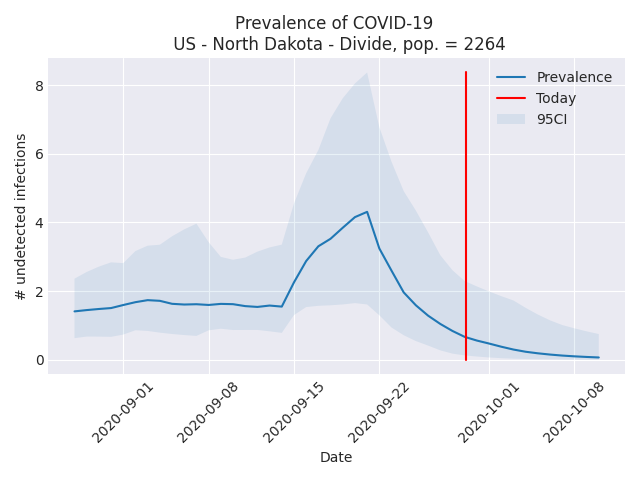 Prevalence of COVID-19
US - North Dakota - Divide, pop. = 2264
Prevalence
Today
95CI
# undetected infections
8
6
4
2
0
2020-09-01
2020-09-08
2020-09-15
2020-09-22
2020-10-01
2020-10-08
Date